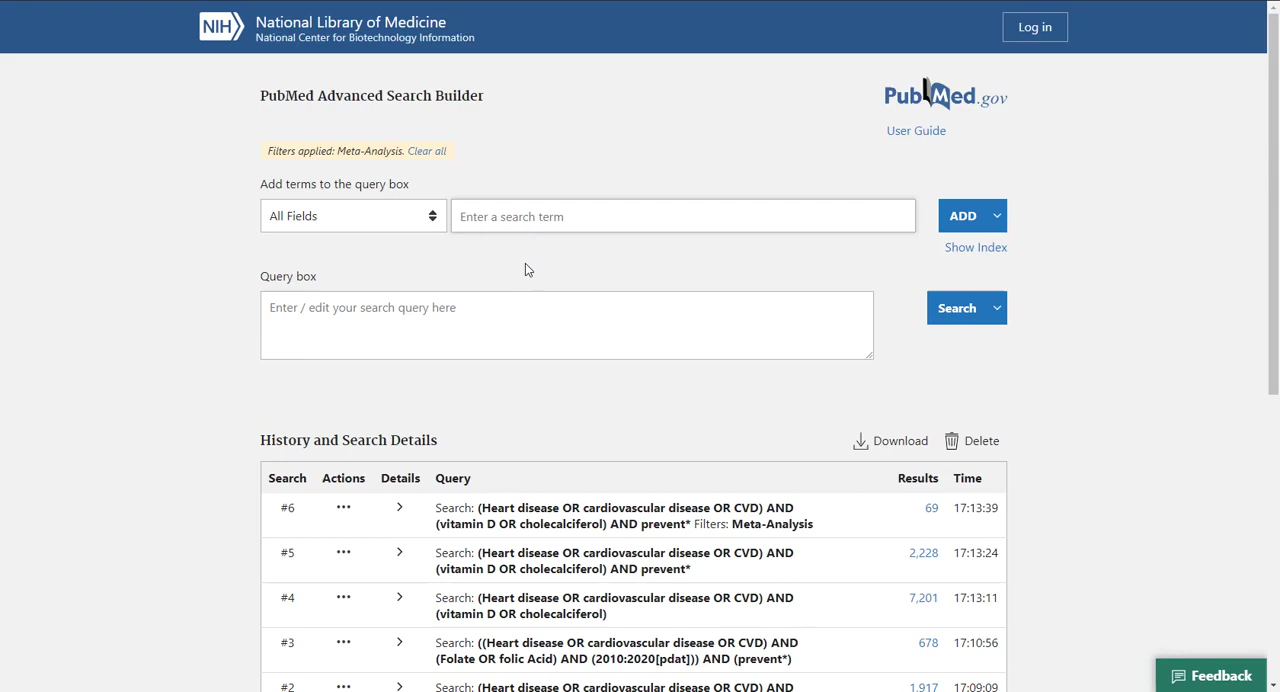 NIH National Library of Medicine
National Center for Biotechnology Information
Log in
PubMed Advanced Search Builder
PubMed.gov
User Guide
Filters applied: Meta-Analysis. Clear all
Add terms to the query box
All Fields
Enter a search term
ADD
Show Index
Query box
Enter / edit your search query here
Search
History and Search Details
Download
Delete
Search Actions Details Query Results Time
#6 ... > Search: (Heart disease OR cardiovascular disease OR CVD) AND 69 17:13:39
(vitamin D OR cholecalciferol) AND prevent* Filters: Meta-Analysis
#5 ... > Search: (Heart disease OR cardiovascular disease OR CVD) AND 2,228 17:13:24
(vitamin D OR cholecalciferol) AND prevent*
#4 ... > Search: (Heart disease OR cardiovascular disease OR CVD) AND 7,201 17:13:11
(vitamin D OR cholecalciferol)
#3 ... > Search: ((Heart disease OR cardiovascular disease OR CVD) AND 678 17:10:56
(Folate OR folic Acid) AND (2010:2020[pdat])) AND (prevent*)
#2 ... > Search: (Heart disease OR cardiovascular disease OR CVD) AND 1,917 17:09:09
Feedback